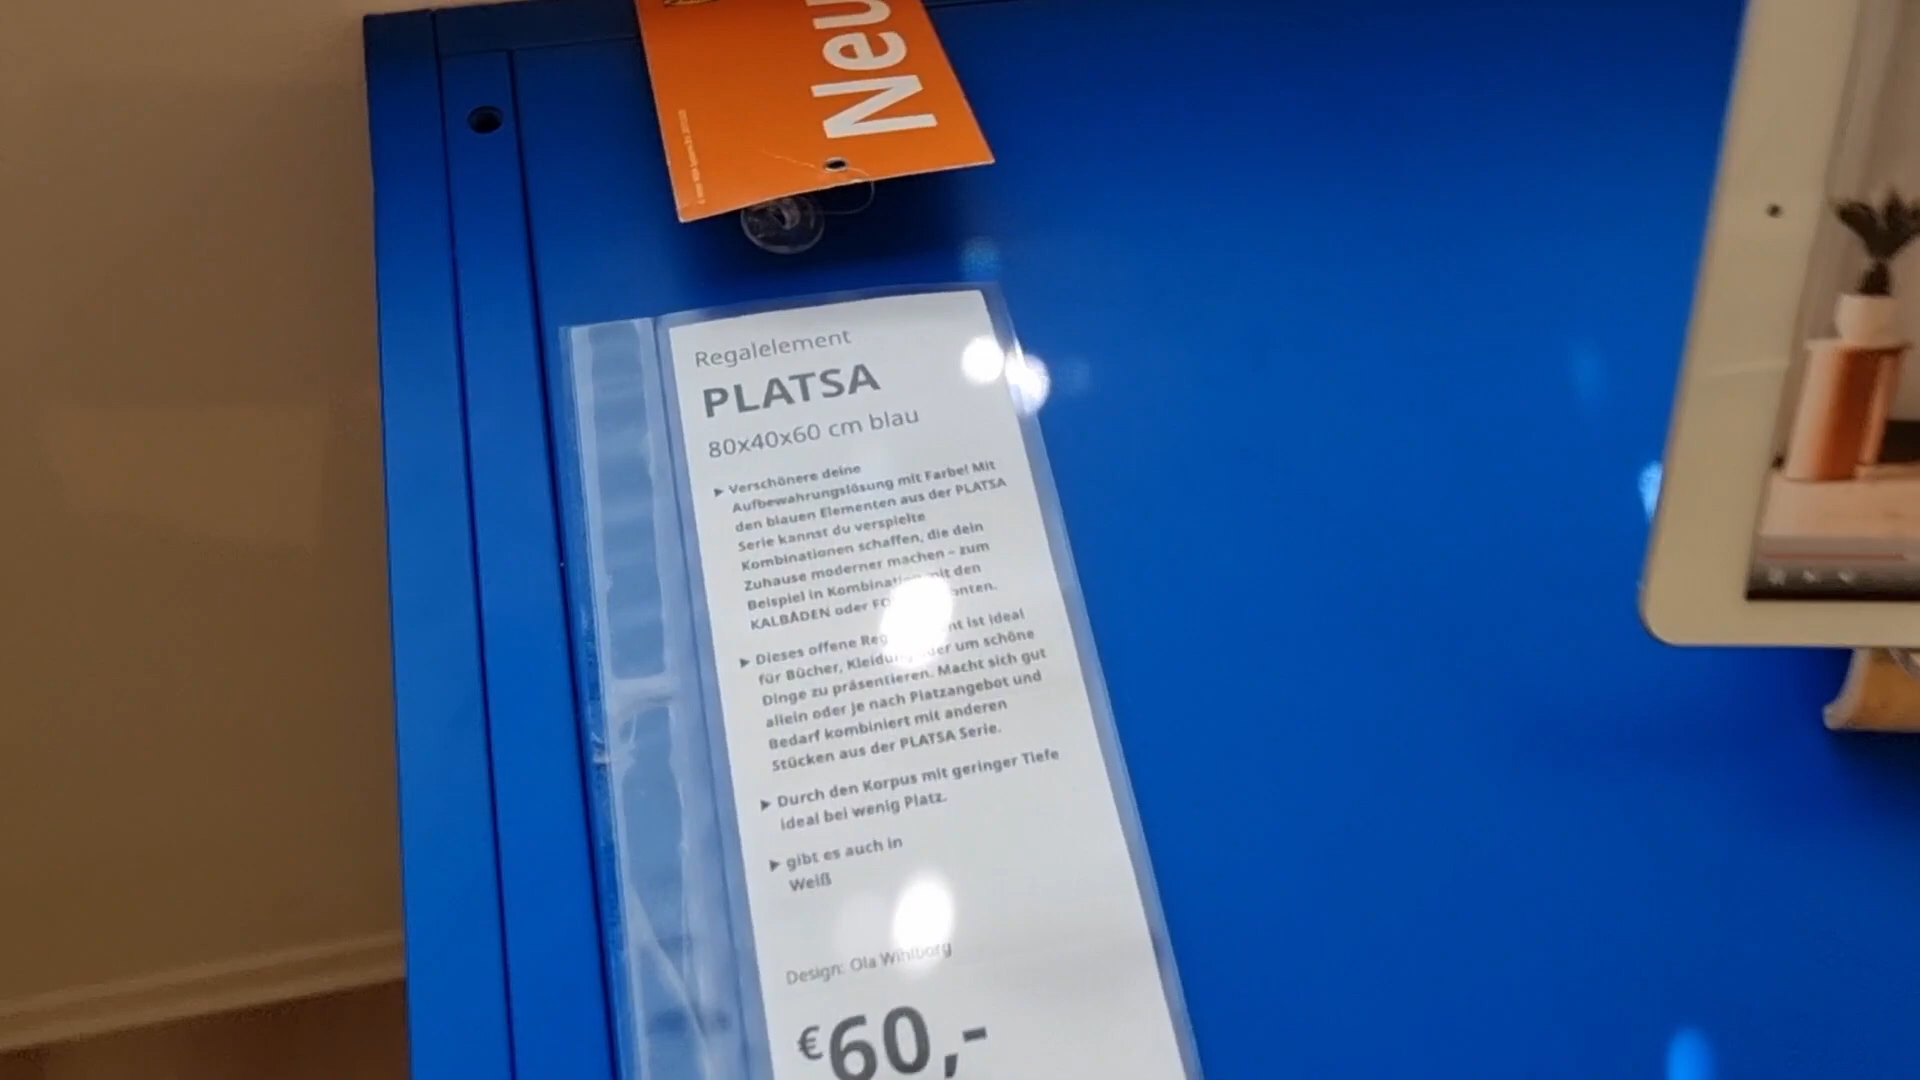 Neu
Regalelement
PLATSA
80x40x60 cm blau
► Verschönere deine
Aufbewahrungslösung mit Farbe! Mit
den blauen Elementen aus der PLATSA
Serie kannst du verspielte
Kombinationen schaffen, die dein
Zuhause moderner machen – zum
Beispiel in mit den
KALBÅDEN oder
► Dieses offene ist ideal
für Bücher, um schöne
Dinge zu präsentieren. Macht sich gut
allein oder je nach Platzangebot und
Bedarf kombiniert mit anderen
Stücken aus der PLATSA Serie.
► Durch den Korpus mit geringer Tiefe
ideal bei wenig Platz.
► gibt es auch in
Weiß
Design: Ola Wihlborg
€60,-